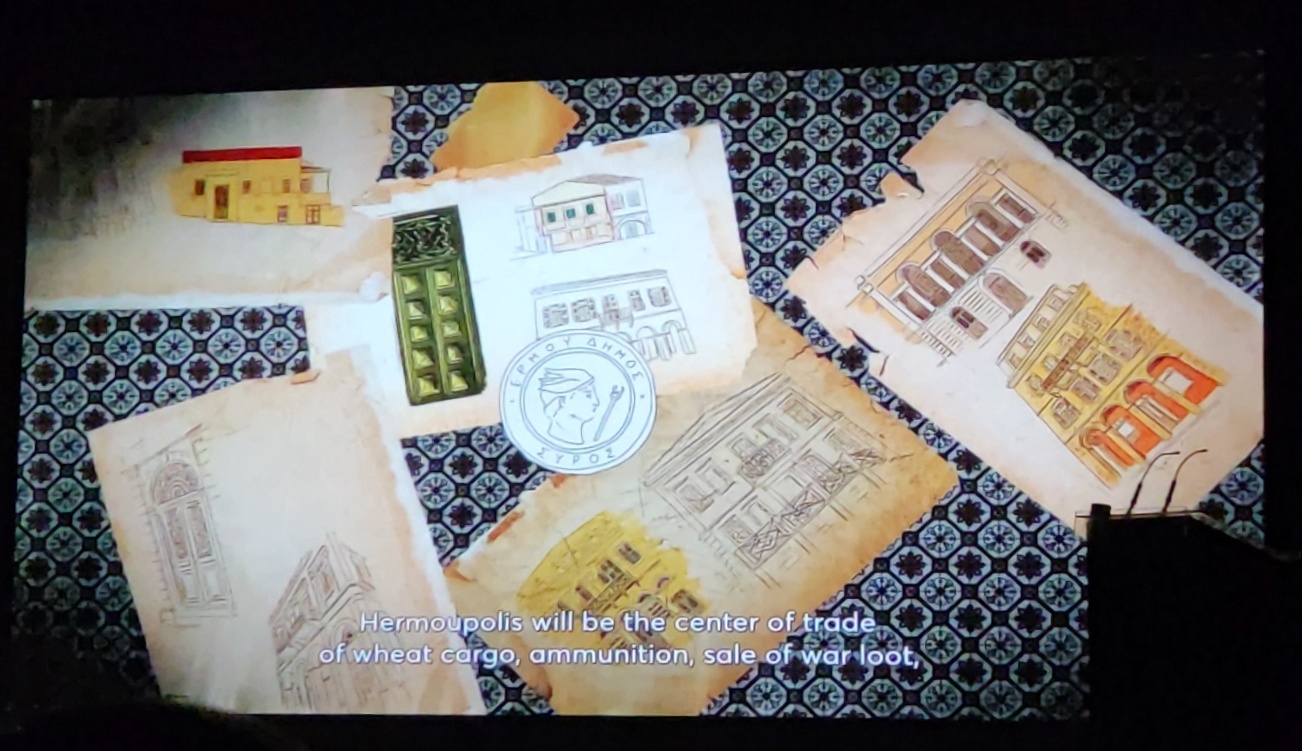 ΕΡΜΟΥ ΔΗΜΟΣ
ΣΥΡΟΣ
Hermoupolis will be the center of trade
of wheat cargo, ammunition, sale of war loot,